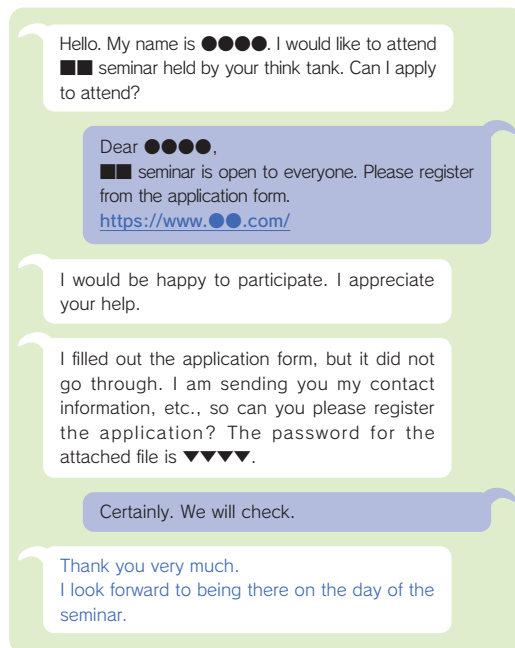 Hello. My name is ●●●●. I would like to attend
■■ seminar held by your think tank. Can I apply
to attend?
Dear ●●●●,
■■ seminar is open to everyone. Please register
from the application form.
https://www.●●.com/
I would be happy to participate. I appreciate
your help.
I filled out the application form, but it did not
go through. I am sending you my contact
information, etc., so can you please register
the application? The password for the
attached file is ▼▼▼▼.
Certainly. We will check.
Thank you very much.
I look forward to being there on the day of the
seminar.